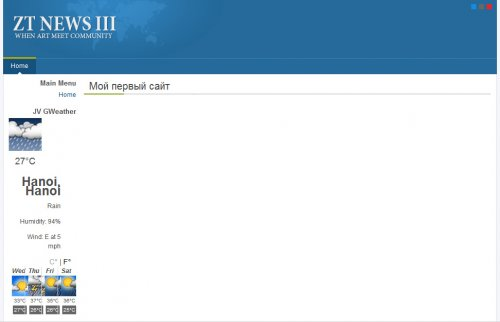 ZT NEWS III
WHEN ART MEET COMMUNITY
Home
Main Menu
Home
Мой первый сайт
JV GWeather
27°C
Hanoi,
Hanoi
Rain
Humidity: 94%
Wind: E at 5
mph
C° | F°
Wed Thu Fri Sat
33°C 37°C 35°C 36°C
27°C 26°C 26°C 25°C